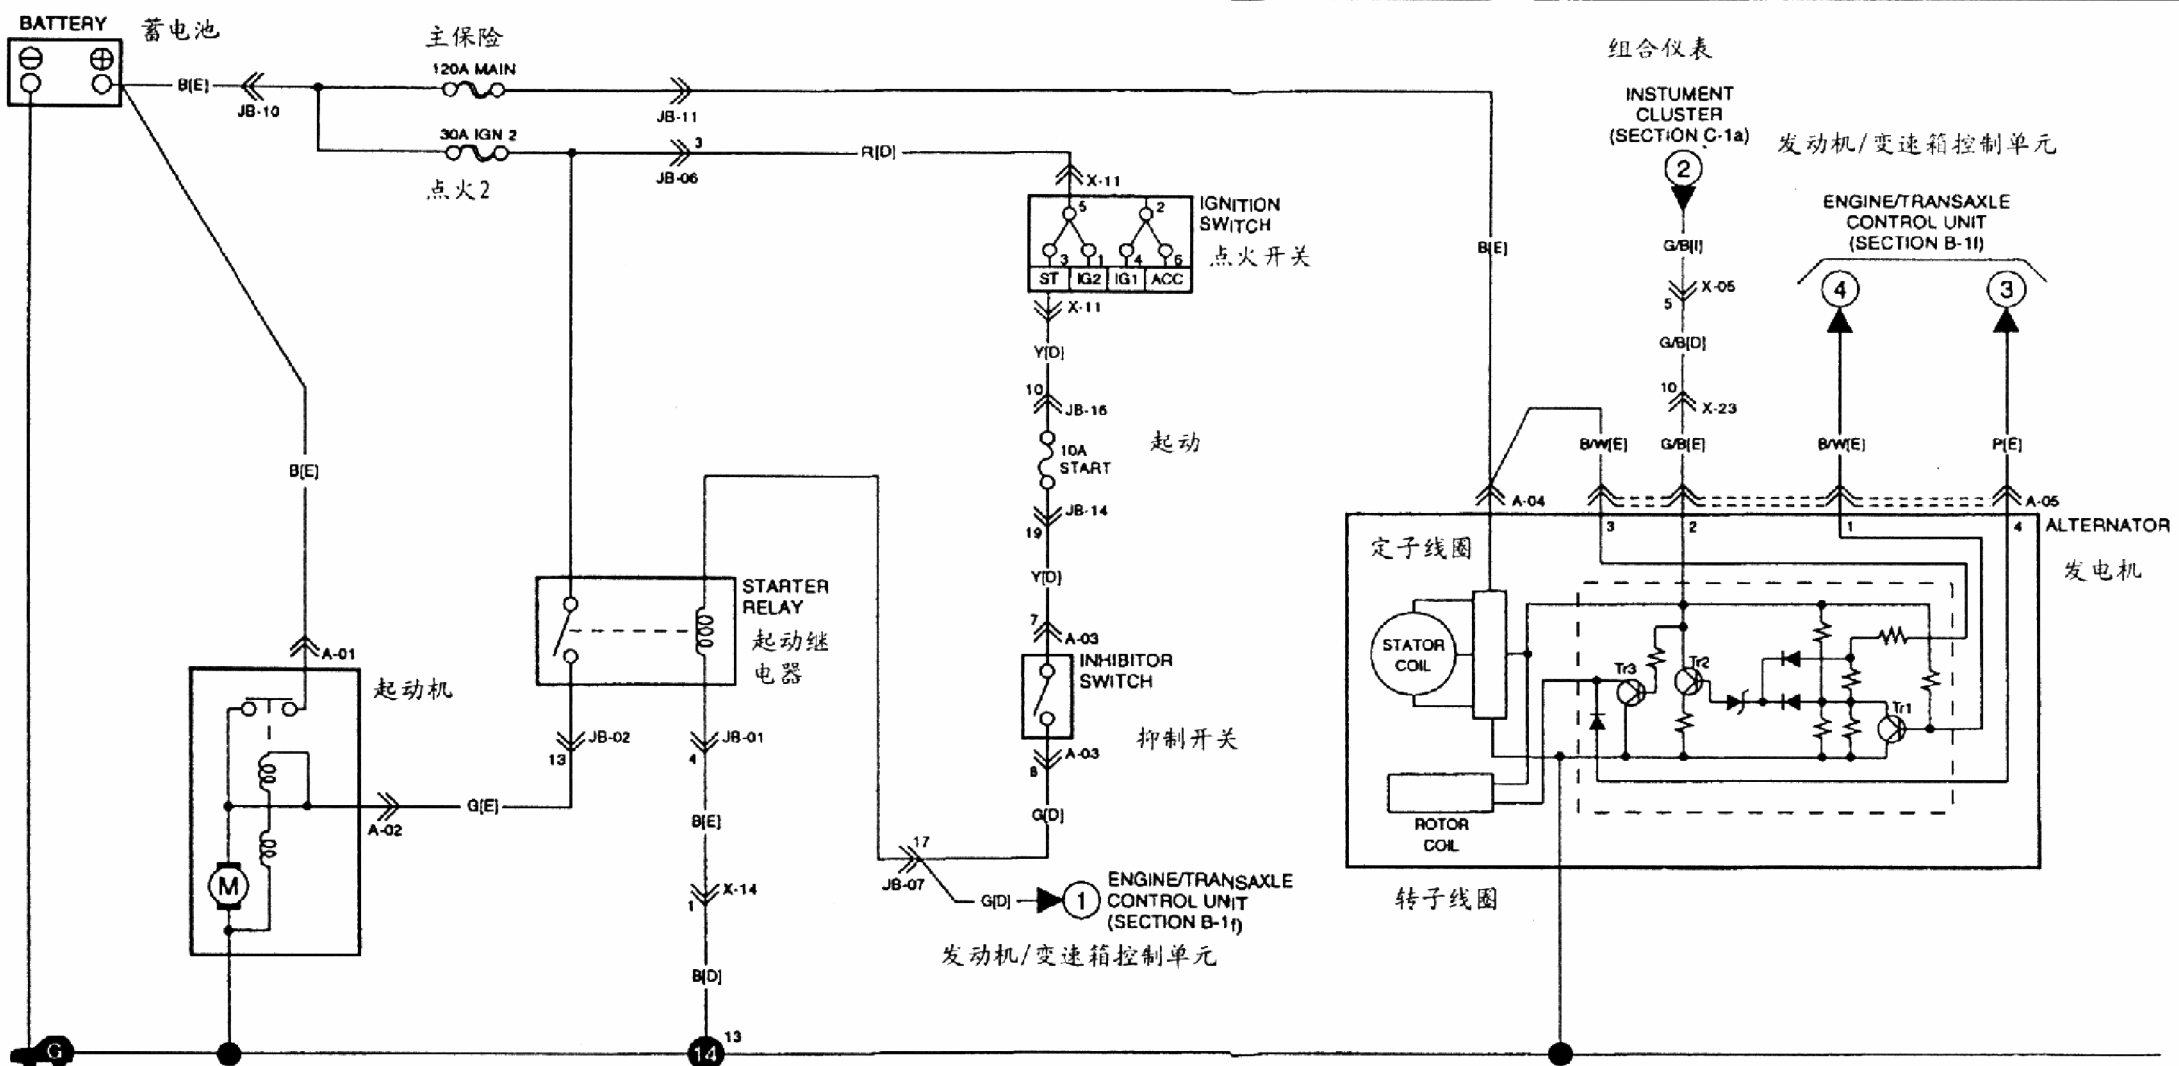 BATTERY
蓄电池
⊖ ⊕
B[E]
JB-10
主保险
120A MAIN
JB-11
30A IGN 2
3
JB-06
点火2
R[D]
X-11
5
2
3
1
4
6
ST IG2 IG1 ACC
IGNITION
SWITCH
点火开关
X-11
Y[D]
10
JB-16
10A
START
起动
JB-14
19
Y[D]
7
A-03
INHIBITOR
SWITCH
抑制开关
A-03
8
G[D]
17
JB-07
G[D]
1
ENGINE/TRANSAXLE
CONTROL UNIT
(SECTION B-1f)
发动机/变速箱控制单元
B[E]
A-01
起动机
M
A-02
G[E]
STARTER
RELAY
起动继
电器
JB-02
13
JB-01
4
B[E]
X-14
1
B[D]
G
14
13
组合仪表
INSTUMENT
CLUSTER
(SECTION C-1a)
2
发动机/变速箱控制单元
ENGINE/TRANSAXLE
CONTROL UNIT
(SECTION B-1f)
4
3
B[E]
G/B[I]
X-05
5
G/B[D]
10
X-23
B/W[E]
G/B[E]
B/W[E]
P[E]
A-04
A-05
3
2
1
4
ALTERNATOR
发电机
定子线圈
STATOR
COIL
Tr3
Tr2
Tr1
ROTOR
COIL
转子线圈